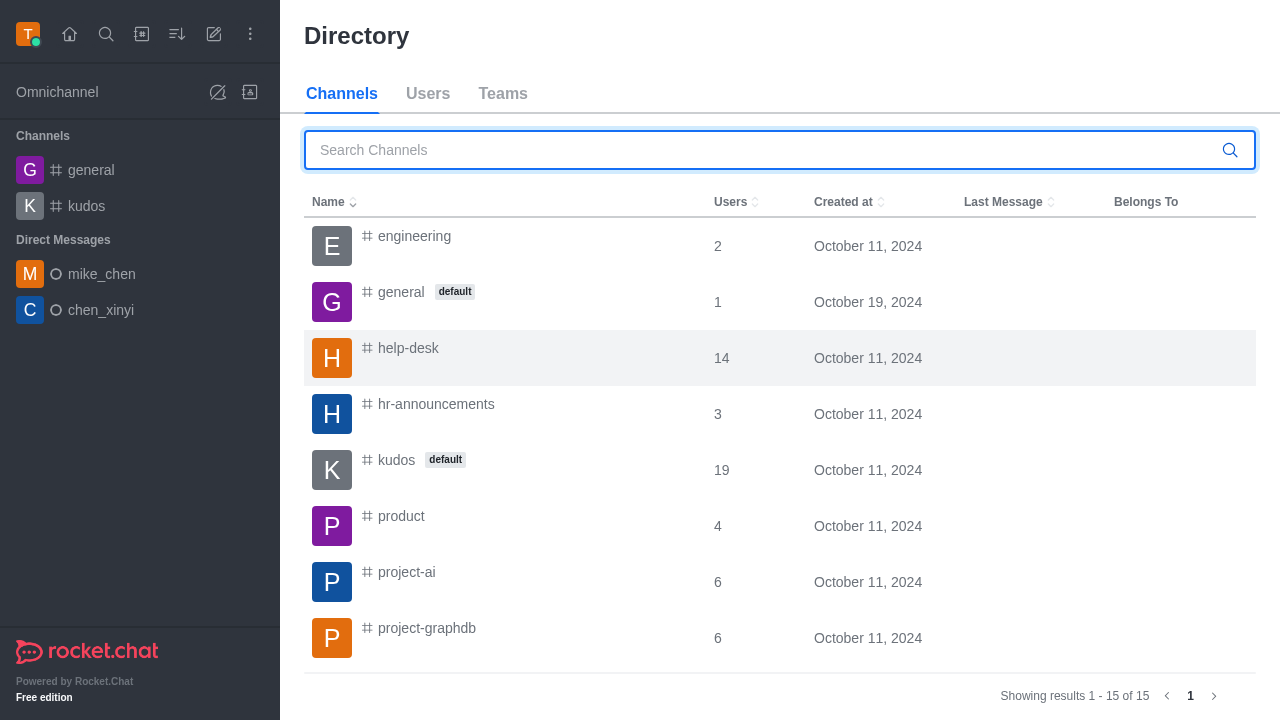 T
Omnichannel
Channels
G general
K kudos
Direct Messages
M mike_chen
C chen_xinyi
rocket.chat
Powered by Rocket.Chat
Free edition
Directory
Channels Users Teams
Search Channels
Name Users Created at Last Message Belongs To
E engineering 2 October 11, 2024
G general default 1 October 19, 2024
H help-desk 14 October 11, 2024
H hr-announcements 3 October 11, 2024
K kudos default 19 October 11, 2024
P product 4 October 11, 2024
P project-ai 6 October 11, 2024
P project-graphdb 6 October 11, 2024
Showing results 1 - 15 of 15 1